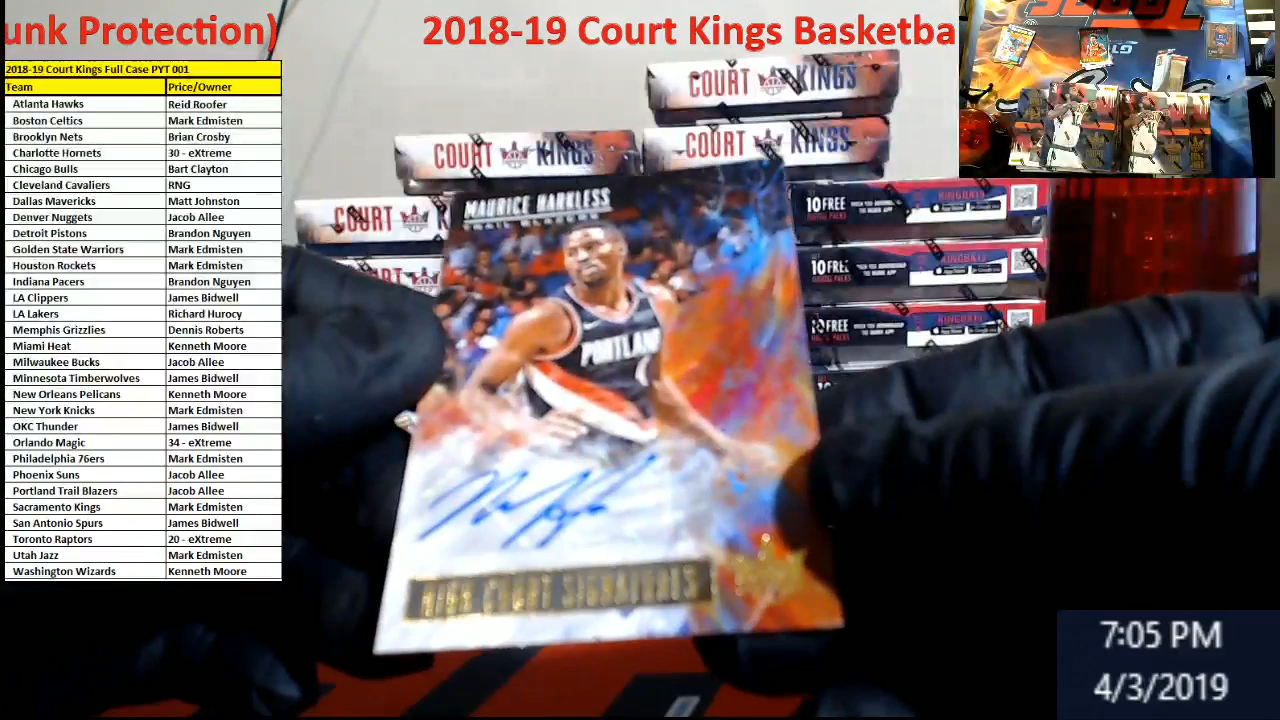 unk Protection)
2018-19 Court Kings Basketba
2018-19 Court Kings Full Case PYT 001
Team Price/Owner
Atlanta Hawks Reid Roofer
Boston Celtics Mark Edmisten
Brooklyn Nets Brian Crosby
Charlotte Hornets 30 - eXtreme
Chicago Bulls Bart Clayton
Cleveland Cavaliers RNG
Dallas Mavericks Matt Johnston
Denver Nuggets Jacob Allee
Detroit Pistons Brandon Nguyen
Golden State Warriors Mark Edmisten
Houston Rockets Mark Edmisten
Indiana Pacers Brandon Nguyen
LA Clippers James Bidwell
LA Lakers Richard Hurocy
Memphis Grizzlies Dennis Roberts
Miami Heat Kenneth Moore
Milwaukee Bucks Jacob Allee
Minnesota Timberwolves James Bidwell
New Orleans Pelicans Kenneth Moore
New York Knicks Mark Edmisten
OKC Thunder James Bidwell
Orlando Magic 34 - eXtreme
Philadelphia 76ers Mark Edmisten
Phoenix Suns Jacob Allee
Portland Trail Blazers Jacob Allee
Sacramento Kings Mark Edmisten
San Antonio Spurs James Bidwell
Toronto Raptors 20 - eXtreme
Utah Jazz Mark Edmisten
Washington Wizards Kenneth Moore
COURT KINGS
COURT KINGS
COURT KINGS
COURT K
COURT
10 FREE
10 FREE
10 FREE
MAURICE HARKLESS
PORTLAND
HIGH COURT SIGNATURES
7:05 PM
4/3/2019